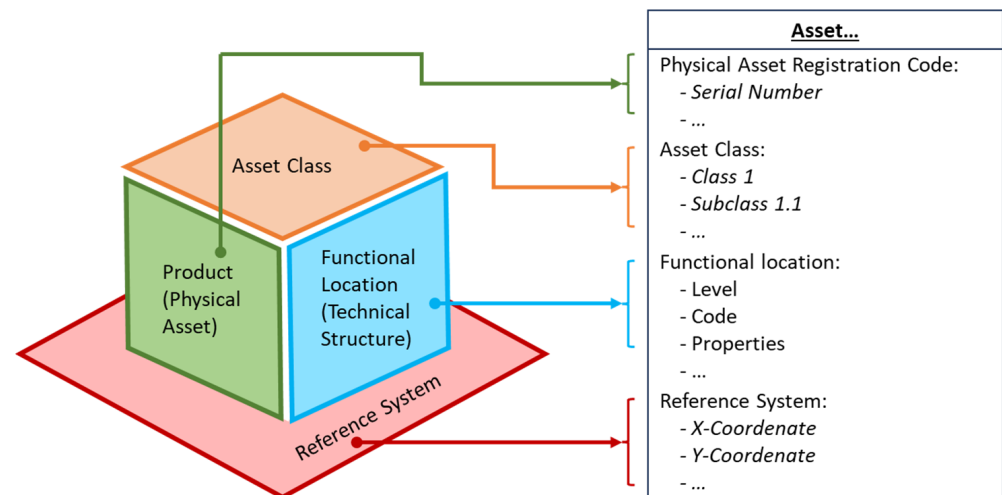 Asset Class
Product
(Physical
Asset)
Functional
Location
(Technical
Structure)
Reference System
Asset...
Physical Asset Registration Code:
- Serial Number
- ...
Asset Class:
- Class 1
- Subclass 1.1
- ...
Functional location:
- Level
- Code
- Properties
- ...
Reference System:
- X-Coordenate
- Y-Coordenate
- ...